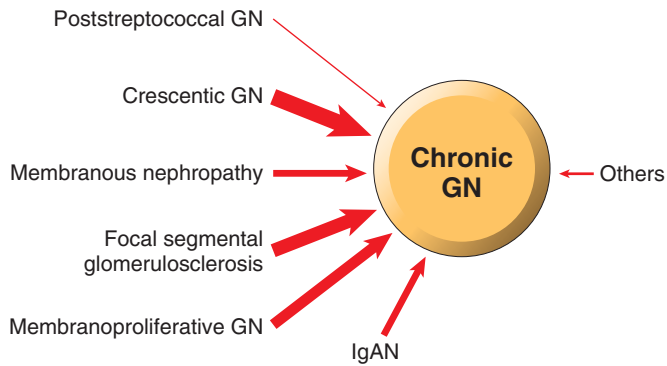 Poststreptococcal GN
Crescentic GN
Membranous nephropathy
Focal segmental
glomerulosclerosis
Membranoproliferative GN
IgAN
Chronic
GN
Others